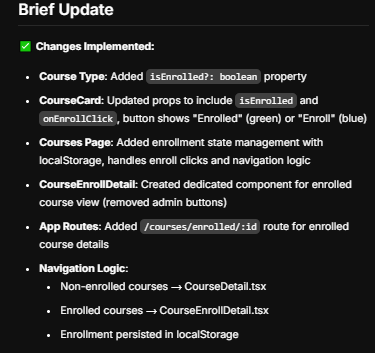 Brief Update
✅ Changes Implemented:
• Course Type: Added isEnrolled?: boolean property
• CourseCard: Updated props to include isEnrolled and
onEnrollClick, button shows "Enrolled" (green) or "Enroll" (blue)
• Courses Page: Added enrollment state management with
localStorage, handles enroll clicks and navigation logic
• CourseEnrollDetail: Created dedicated component for enrolled
course view (removed admin buttons)
• App Routes: Added /courses/enrolled/:id route for enrolled
course details
• Navigation Logic:
• Non-enrolled courses → CourseDetail.tsx
• Enrolled courses → CourseEnrollDetail.tsx
• Enrollment persisted in localStorage